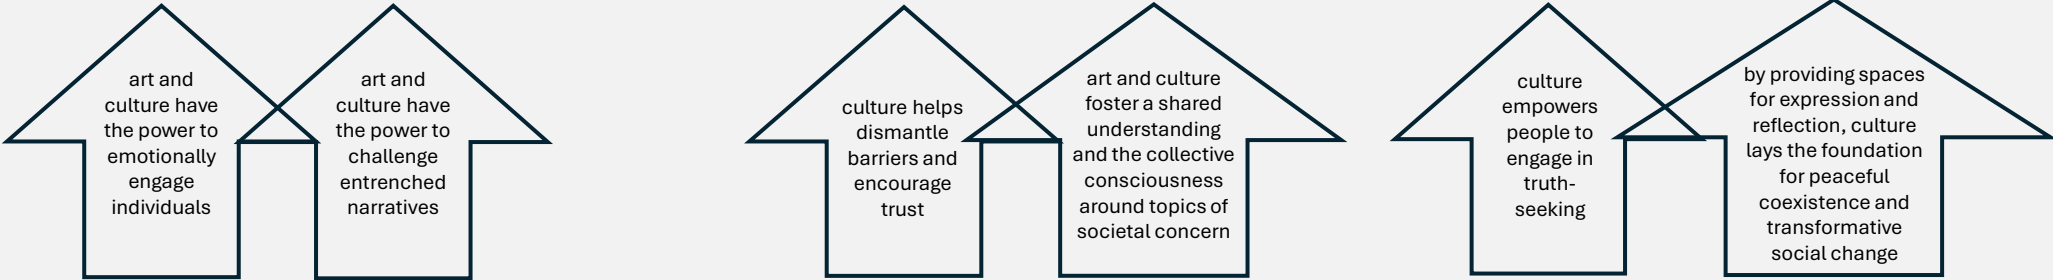 art and
culture have
the power to
emotionally
engage
individuals
art and
culture have
the power to
challenge
entrenched
narratives
culture helps
dismantle
barriers and
encourage
trust
art and culture
foster a shared
understanding
and the collective
consciousness
around topics of
societal concern
culture
empowers
people to
engage in
truth-
seeking
by providing spaces
for expression and
reflection, culture
lays the foundation
for peaceful
coexistence and
transformative
social change